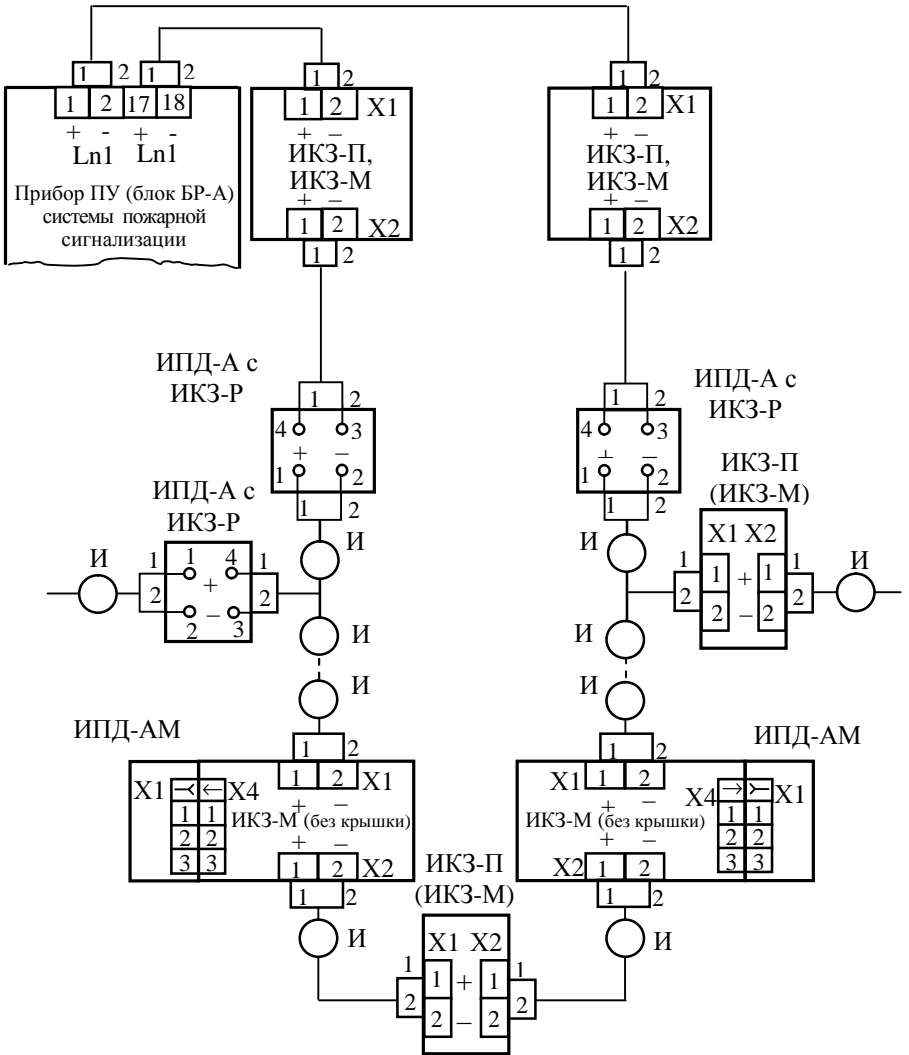 1 2 1 2
1 2 17 18
+ - + -
Ln1 Ln1
Прибор ПУ (блок БР-А)
системы пожарной
сигнализации
1 2
1 2 X1
+ –
ИКЗ-П,
ИКЗ-М
+ –
1 2 X2
1 2
1 2
1 2 X1
+ –
ИКЗ-П,
ИКЗ-М
+ –
1 2 X2
1 2
ИПД-А с
ИКЗ-Р
1 2
4 3
+ –
1 2
1 2
И
ИПД-А с
ИКЗ-Р
1 2
4 3
+ –
1 2
1 2
И
ИПД-А с
ИКЗ-Р
И
1 1 4 1
+
2 – 2
2 3
ИКЗ-П
(ИКЗ-М)
X1 X2
1 1 + 1 1
2 2 – 2 2
И
И
И
И
И
ИПД-АМ
1 2
X1 X4 1 2 X1
+ –
1 1
2 2
3 3
ИКЗ-М (без крышки)
+ –
1 2 X2
1 2
И
ИПД-АМ
1 2
X1 1 2 X4 X1
+ –
1 1
2 2
3 3
ИКЗ-М (без крышки)
+ –
X2 1 2
1 2
И
ИКЗ-П
(ИКЗ-М)
X1 X2
1 1 + 1 1
2 2 – 2 2